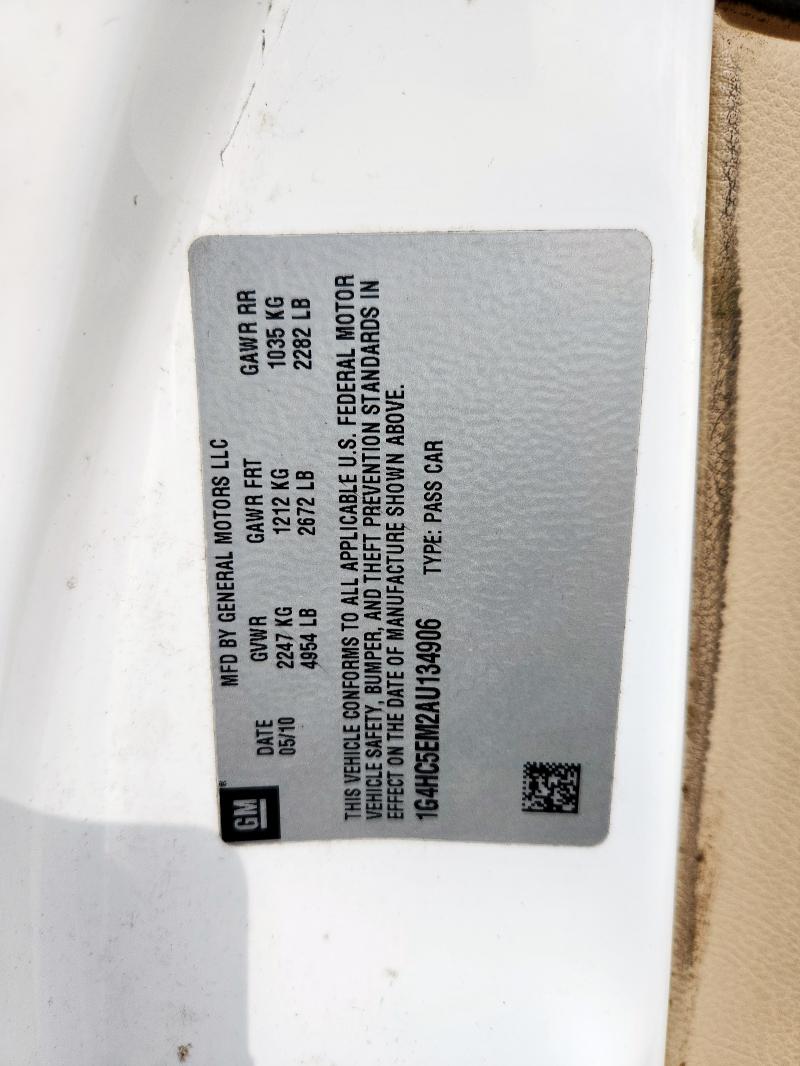 GM®
MFD BY GENERAL MOTORS LLC
DATE GVWR GAWR FRT GAWR RR
05/10 2247 KG 1212 KG 1035 KG
4954 LB 2672 LB 2282 LB
THIS VEHICLE CONFORMS TO ALL APPLICABLE U.S. FEDERAL MOTOR
VEHICLE SAFETY, BUMPER, AND THEFT PREVENTION STANDARDS IN
EFFECT ON THE DATE OF MANUFACTURE SHOWN ABOVE.
1G4HC5EM2AU134906 TYPE: PASS CAR